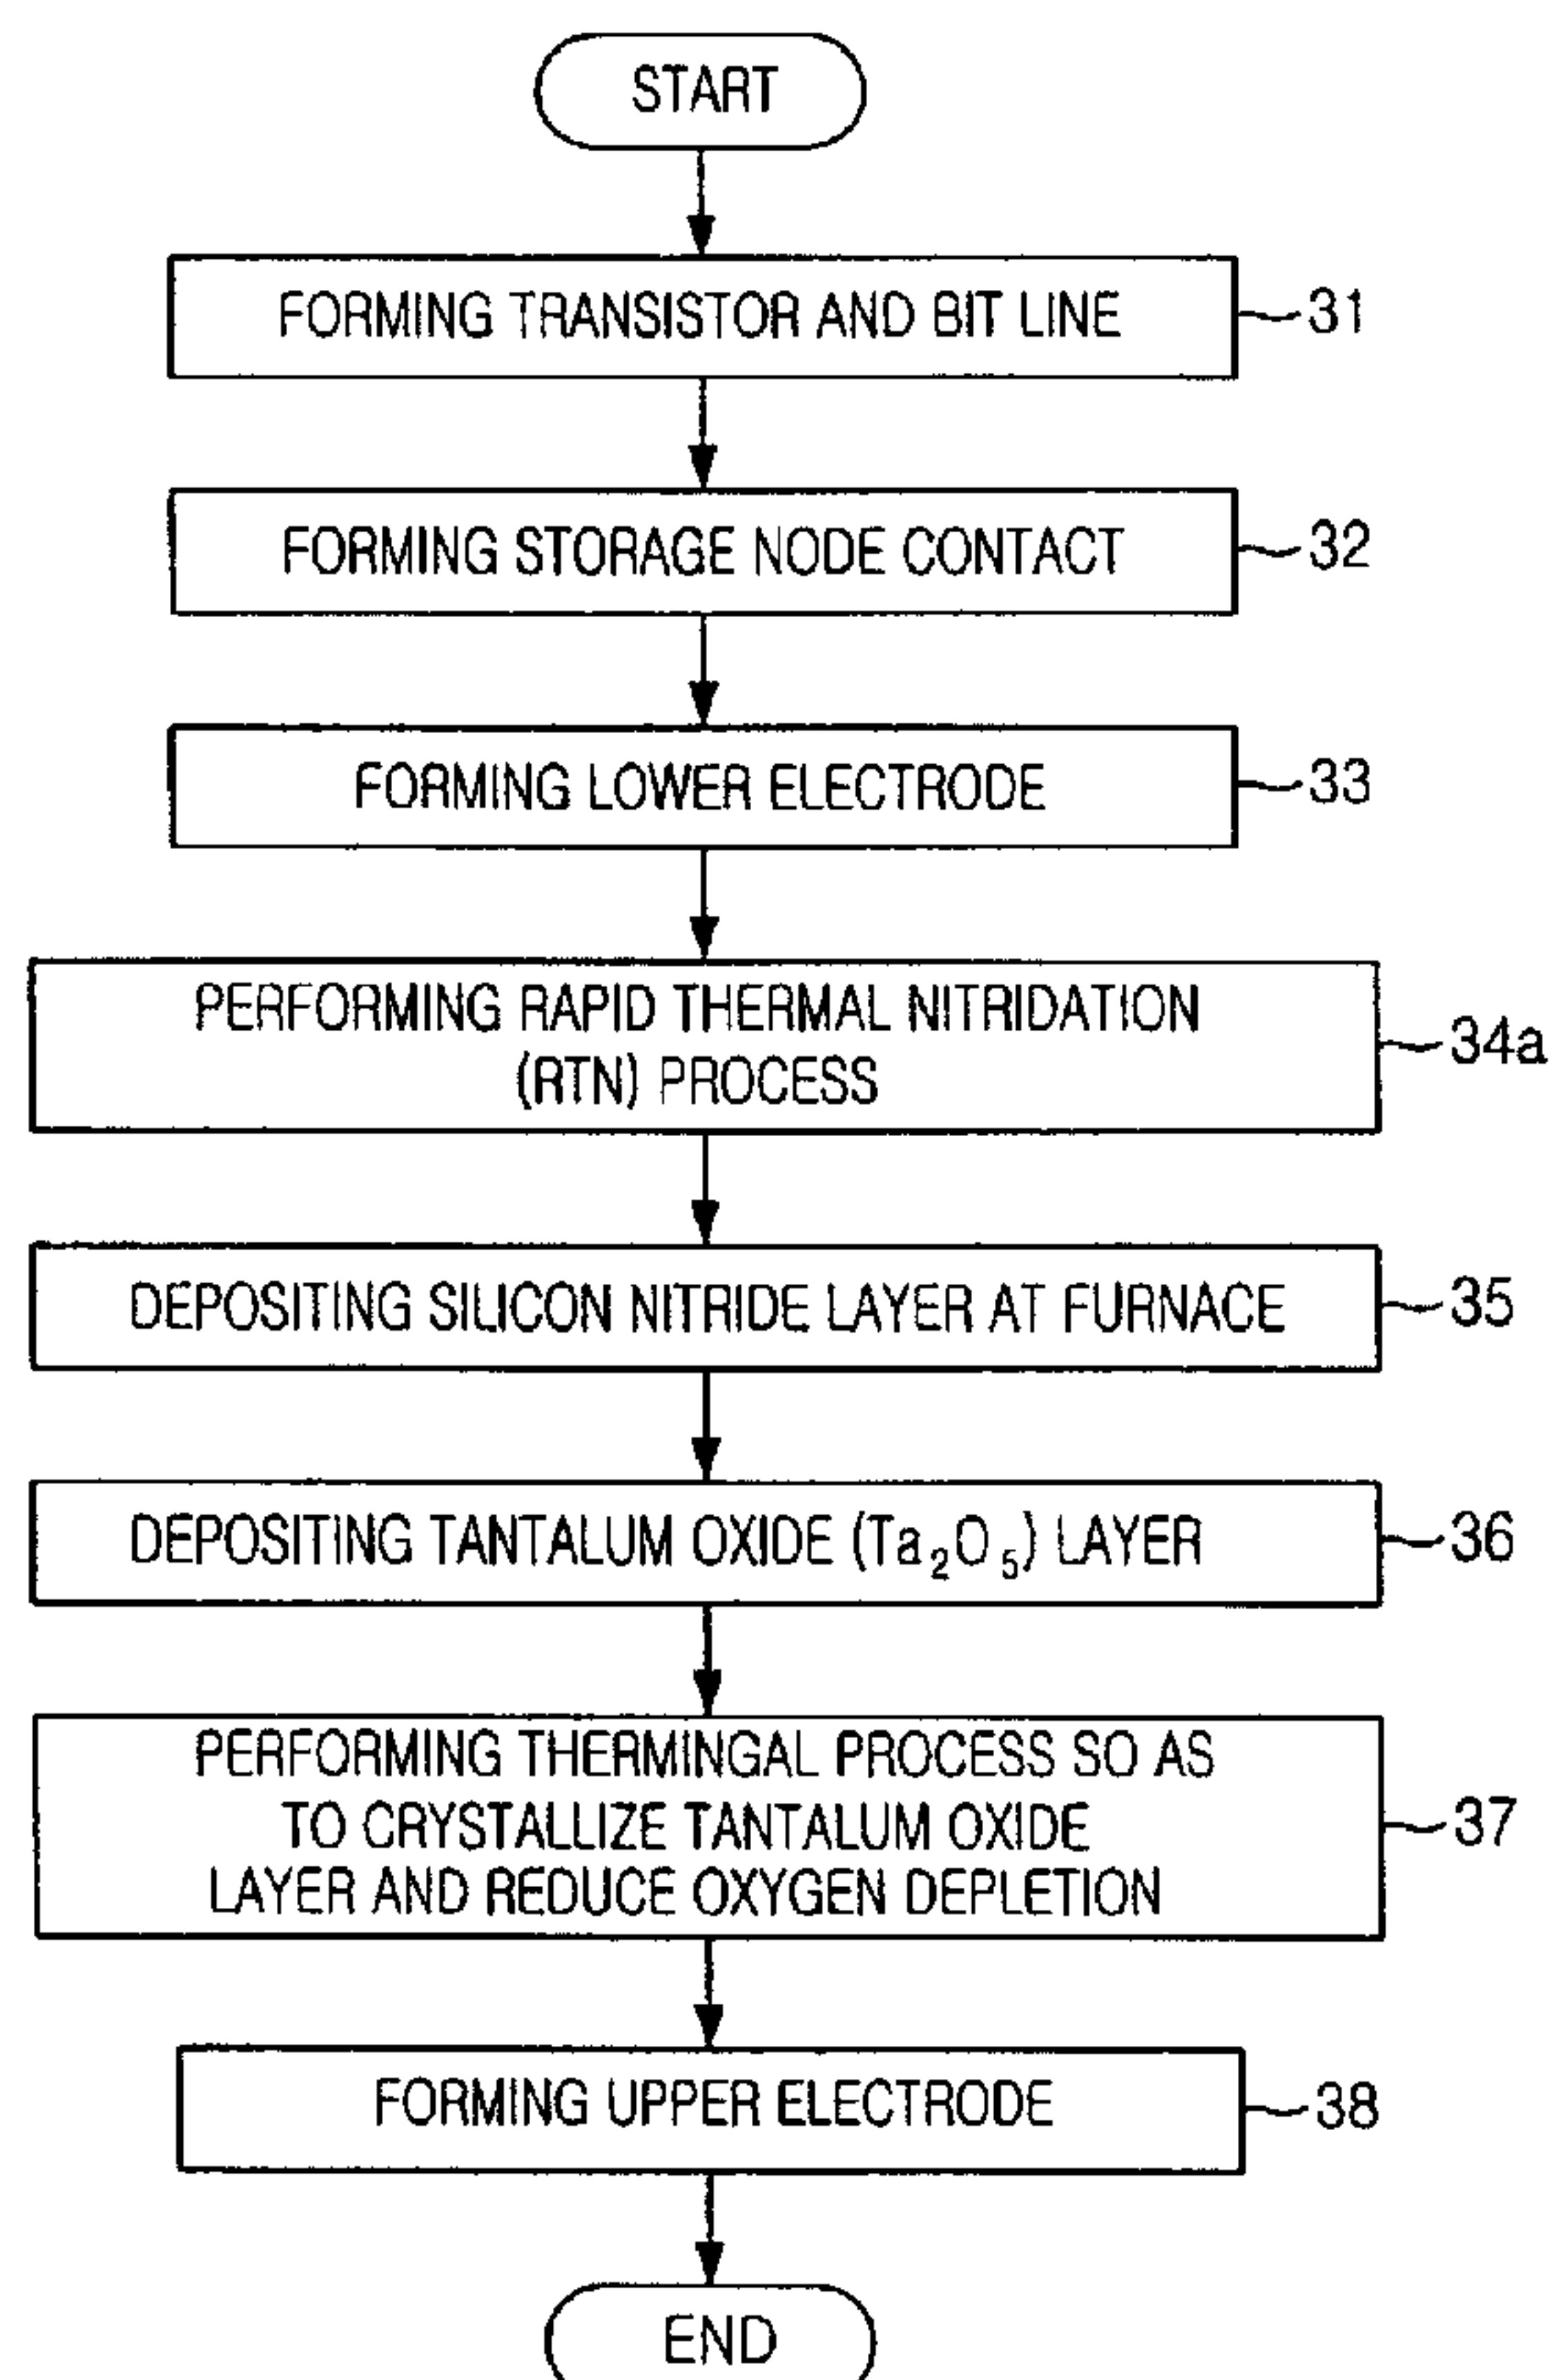 START
FORMING TRANSISTOR AND BIT LINE
31
FORMING STORAGE NODE CONTACT
32
FORMING LOWER ELECTRODE
33
PERFORMING RAPID THERMAL NITRIDATION
(RTN) PROCESS
34a
DEPOSITING SILICON NITRIDE LAYER AT FURNACE
35
DEPOSITING TANTALUM OXIDE (Ta₂O₅) LAYER
36
PERFORMING THERMINGAL PROCESS SO AS
TO CRYSTALLIZE TANTALUM OXIDE
LAYER AND REDUCE OXYGEN DEPLETION
37
FORMING UPPER ELECTRODE
38
END